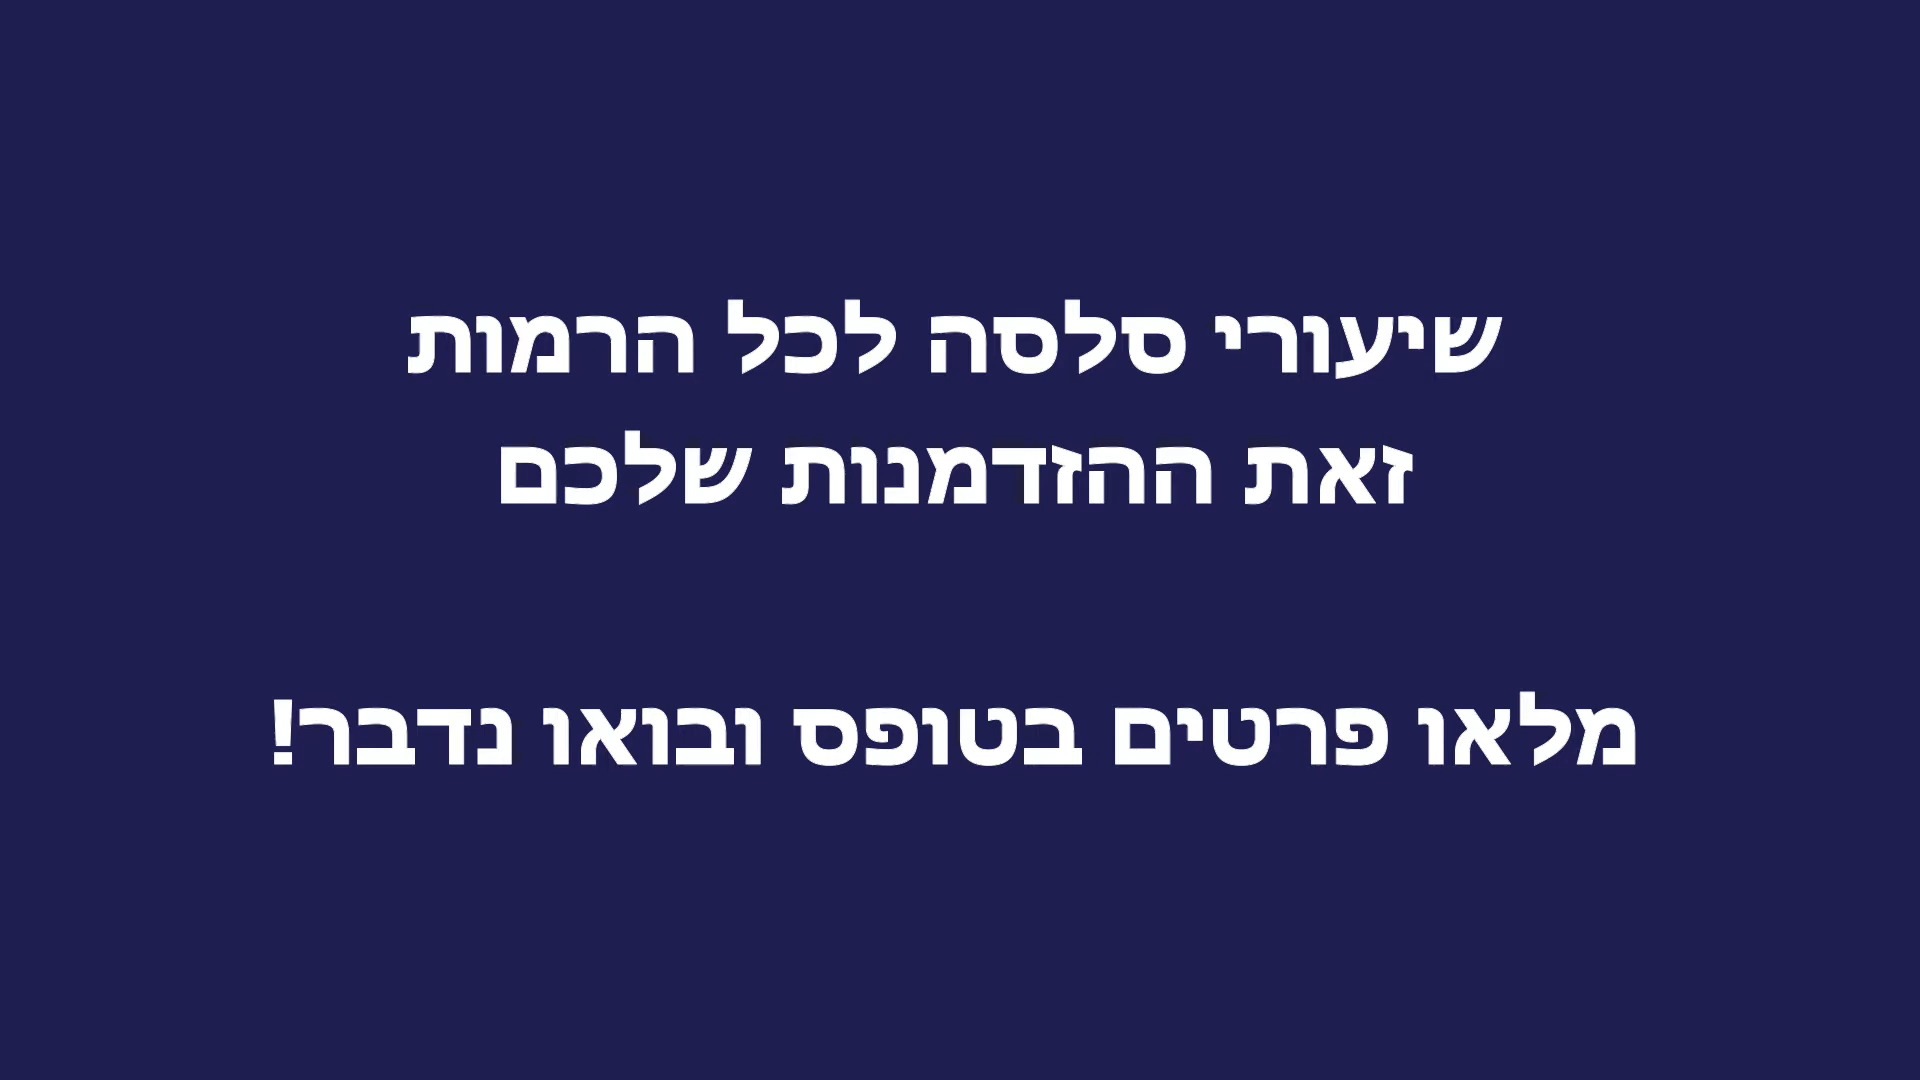 שיעורי סלסה לכל הרמות
זאת ההזדמנות שלכם
מלאו פרטים בטופס ובואו נדבר!